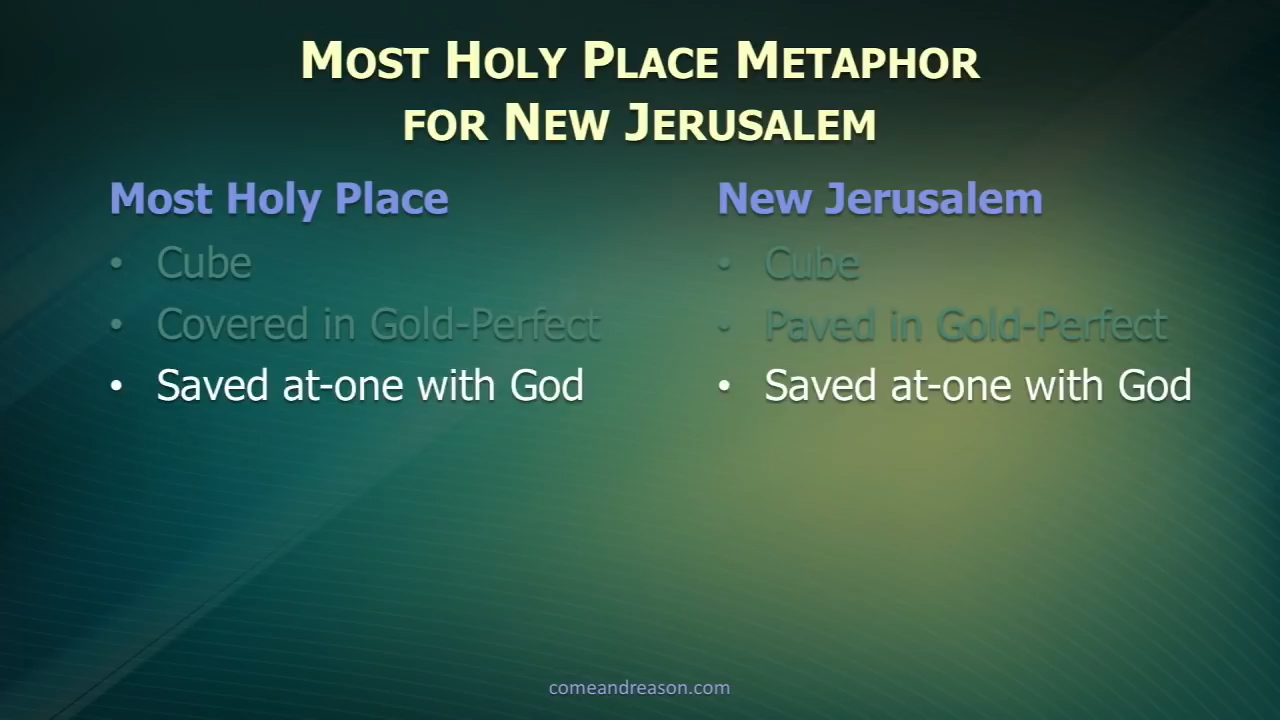 MOST HOLY PLACE METAPHOR
FOR NEW JERUSALEM
Most Holy Place
• Cube
• Covered in Gold-Perfect
• Saved at-one with God
New Jerusalem
• Cube
• Paved in Gold-Perfect
• Saved at-one with God
comeandreason.com